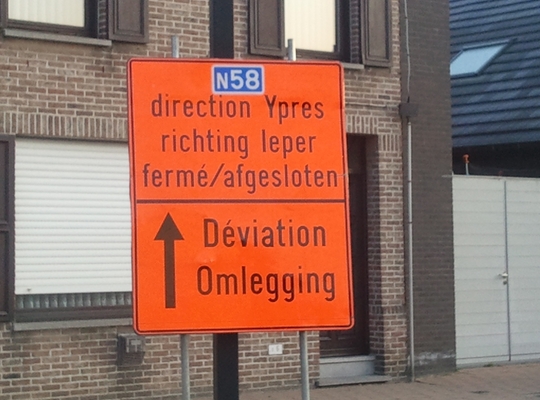 N58
direction Ypres
richting Ieper
fermé/afgesloten
Déviation
Omlegging